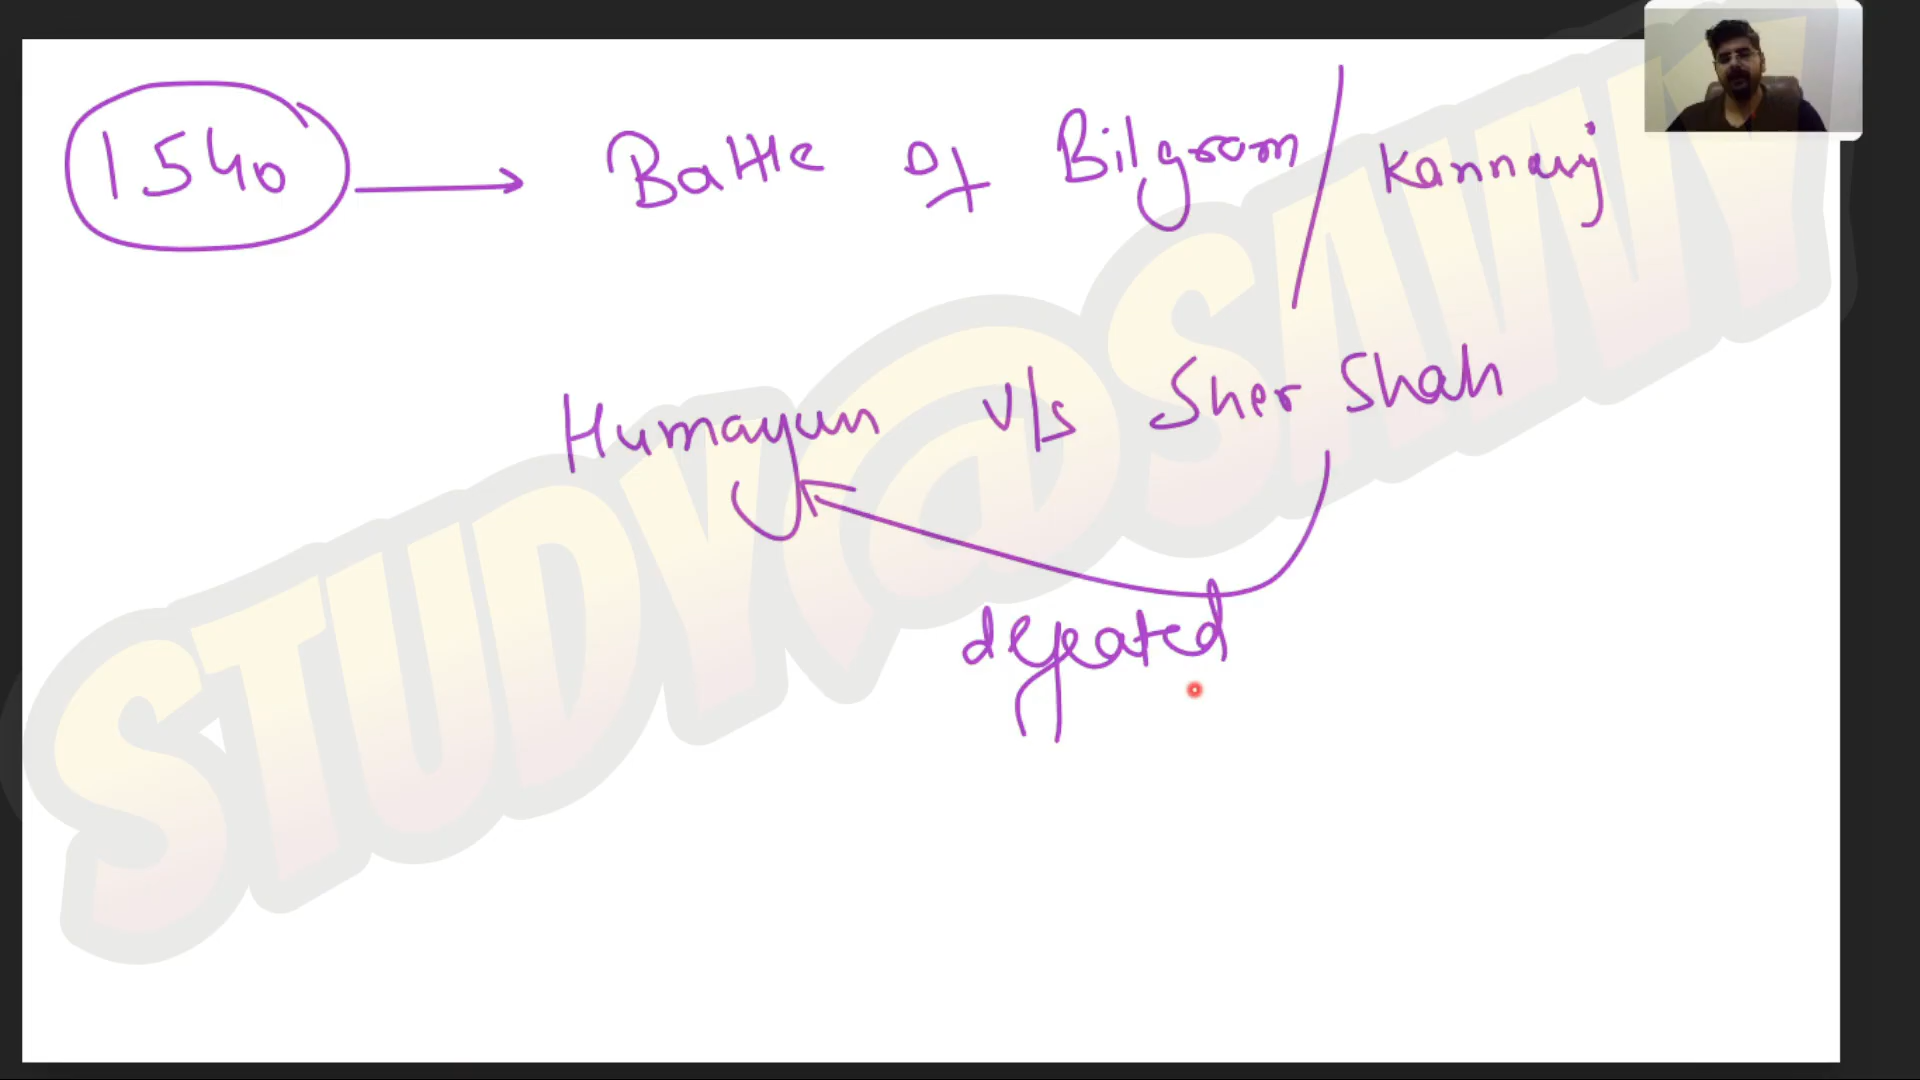 1540 → Battle of Bilgram / Kannauj
Humayun v/s Sher Shah
defeated
STUDY@SAVVY